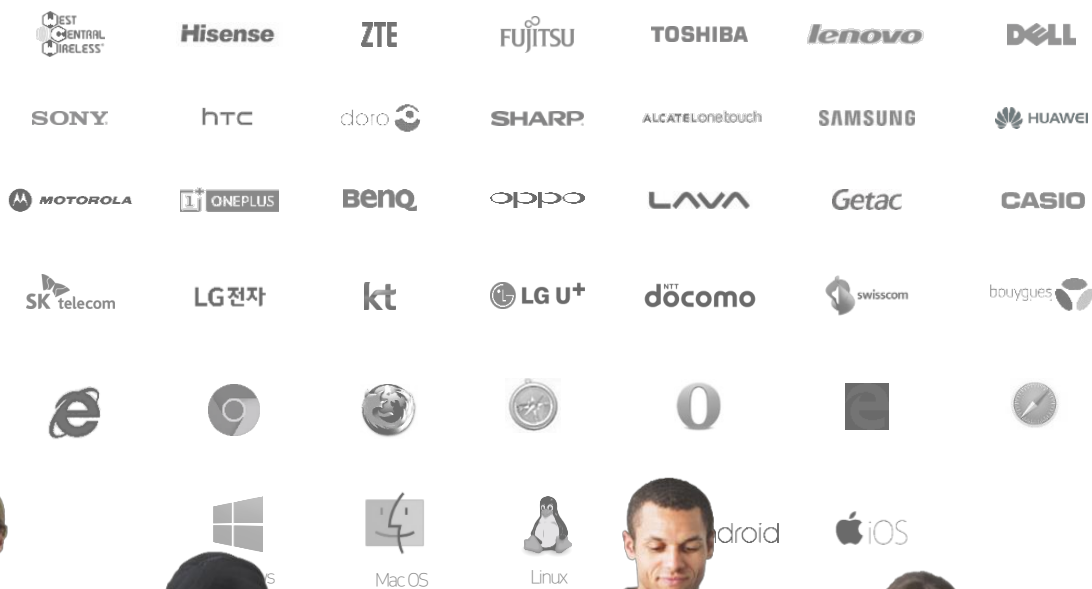 WEST CENTRAL WIRELESS
Hisense
ZTE
FUJITSU
TOSHIBA
lenovo
DELL
SONY
hTC
doro
SHARP
ALCATELonetouch
SAMSUNG
HUAWEI
MOTOROLA
1+ ONEPLUS
BenQ
oppo
LAVA
Getac
CASIO
SK telecom
LG전자
kt
LG U+
NTT docomo
swisscom
bouygues
droid
iOS
Mac OS
Linux